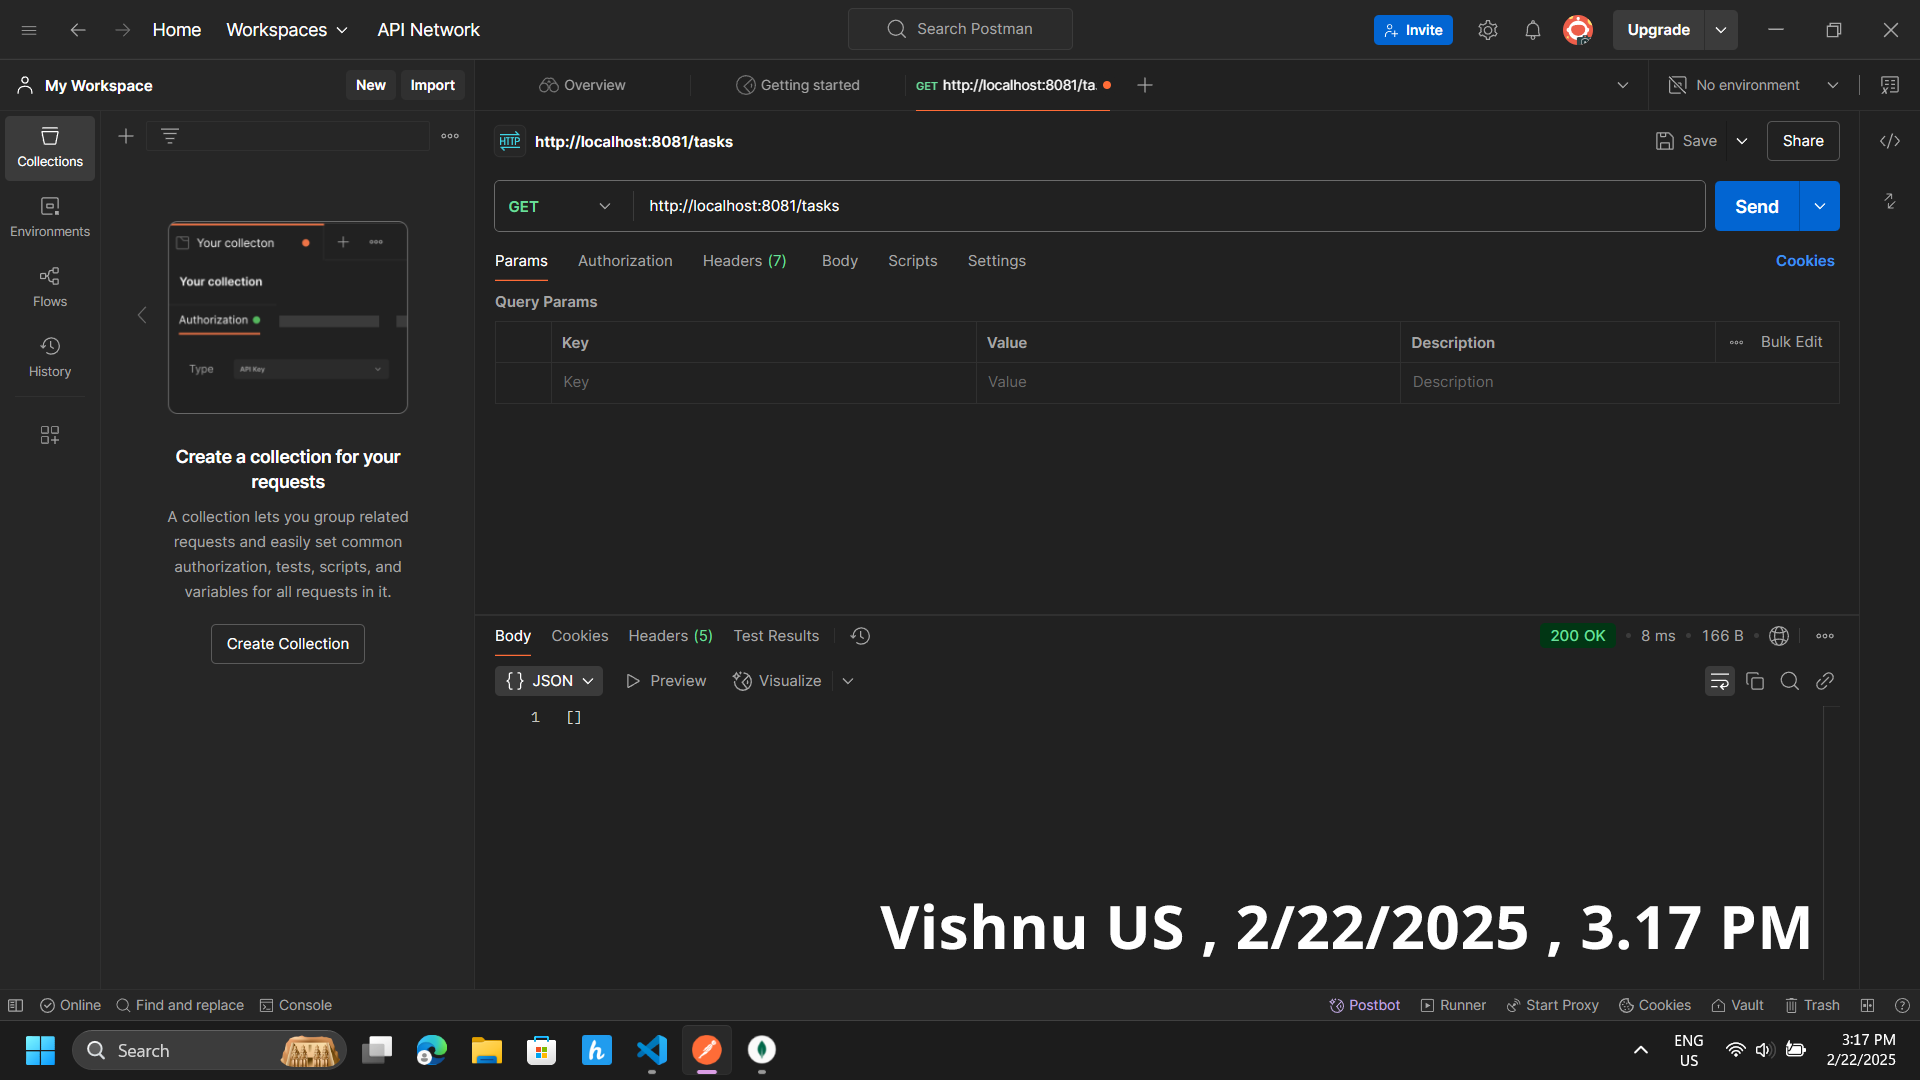 Home
Workspaces
API Network
Search Postman
Invite
Upgrade
My Workspace
New
Import
Overview
Getting started
GET http://localhost:8081/ta
No environment
Collections
Environments
Flows
History
Your collecton
Your collection
Authorization
Type
API Key
Create a collection for your
requests
A collection lets you group related
requests and easily set common
authorization, tests, scripts, and
variables for all requests in it.
Create Collection
HTTP
http://localhost:8081/tasks
Save
Share
GET
http://localhost:8081/tasks
Send
Params
Authorization
Headers (7)
Body
Scripts
Settings
Cookies
Query Params
Key
Value
Description
Bulk Edit
Key
Value
Description
Body
Cookies
Headers (5)
Test Results
200 OK
8 ms
166 B
{} JSON
Preview
Visualize
1
[]
Vishnu US , 2/22/2025 , 3.17 PM
Online
Find and replace
Console
Postbot
Runner
Start Proxy
Cookies
Vault
Trash
Search
h
ENG
US
3:17 PM
2/22/2025